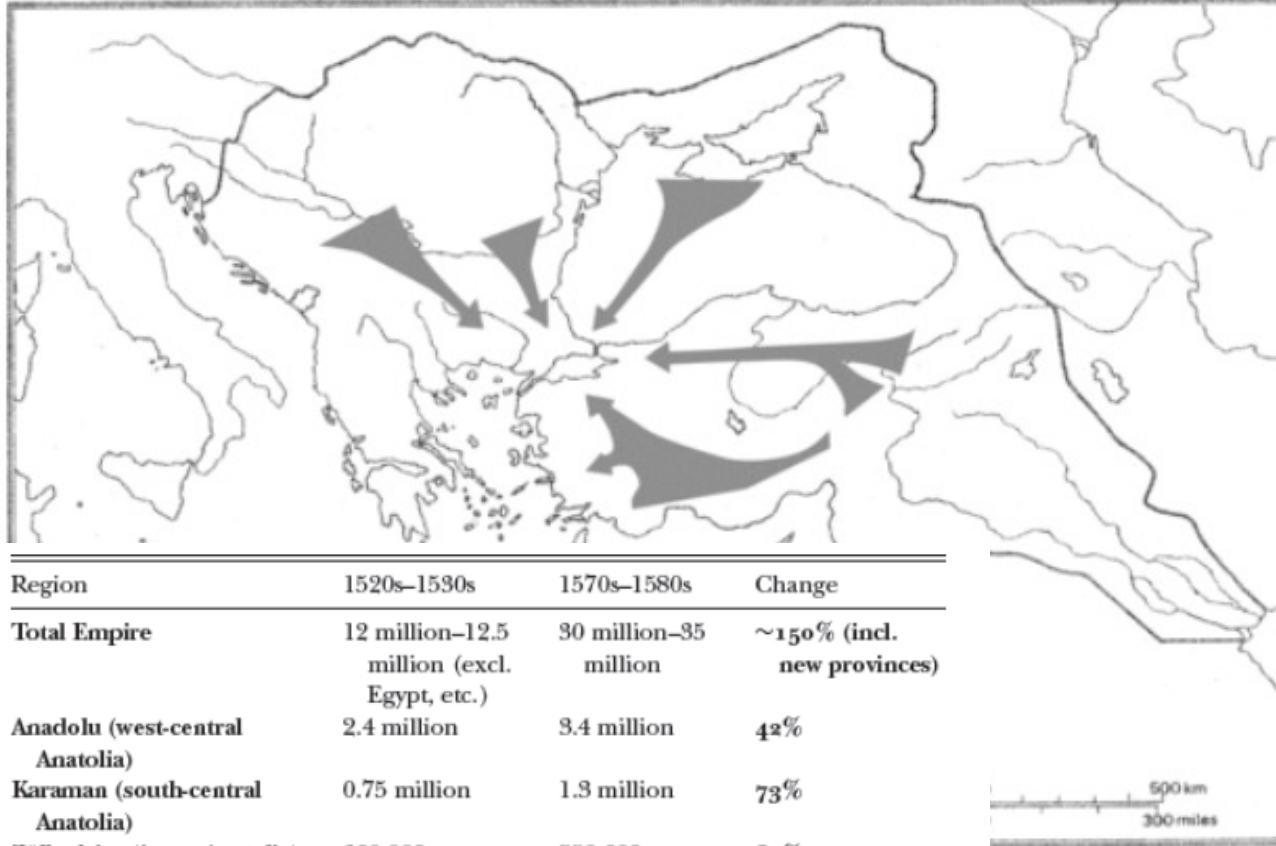 Region 1520s–1530s 1570s–1580s Change
Total Empire 12 million–12.5 30 million–35 ~150% (incl.
million (excl. million new provinces)
Egypt, etc.)
Anadolu (west-central 2.4 million 3.4 million 42%
Anatolia)
Karaman (south-central 0.75 million 1.3 million 73%
Anatolia)
500 km
300 miles